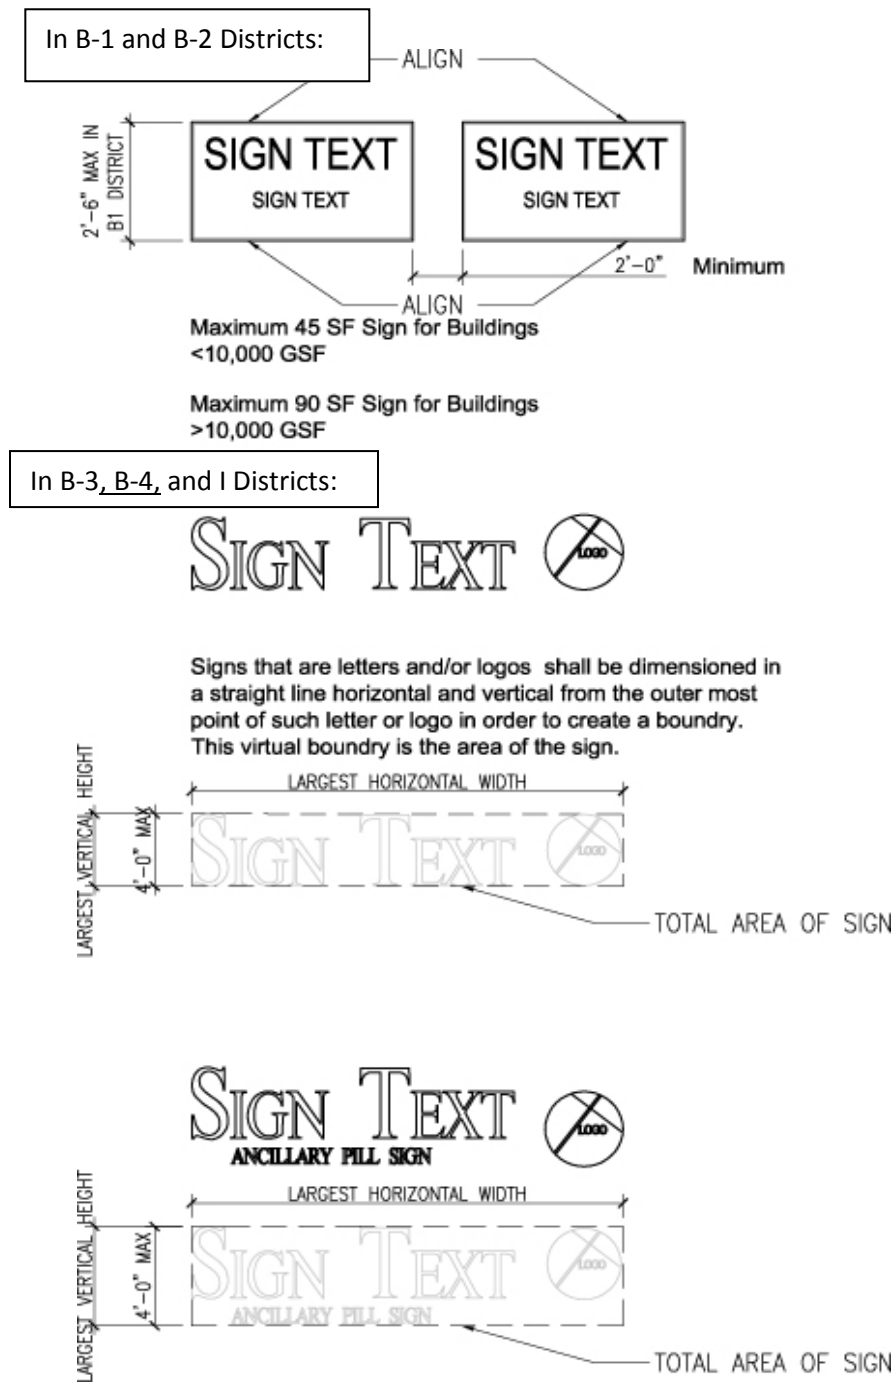 In B-1 and B-2 Districts:
ALIGN
2'-6" MAX IN
B1 DISTRICT
SIGN TEXT
SIGN TEXT
SIGN TEXT
SIGN TEXT
2'-0" Minimum
ALIGN
Maximum 45 SF Sign for Buildings
<10,000 GSF
Maximum 90 SF Sign for Buildings
>10,000 GSF
In B-3, B-4, and I Districts:
SIGN TEXT LOGO
Signs that are letters and/or logos shall be dimensioned in
a straight line horizontal and vertical from the outer most
point of such letter or logo in order to create a boundry.
This virtual boundry is the area of the sign.
LARGEST VERTICAL HEIGHT
4'-0" MAX
LARGEST HORIZONTAL WIDTH
SIGN TEXT LOGO
TOTAL AREA OF SIGN
SIGN TEXT LOGO
ANCILLARY PILL SIGN
LARGEST VERTICAL HEIGHT
4'-0" MAX
LARGEST HORIZONTAL WIDTH
SIGN TEXT LOGO
ANCILLARY PILL SIGN
TOTAL AREA OF SIGN